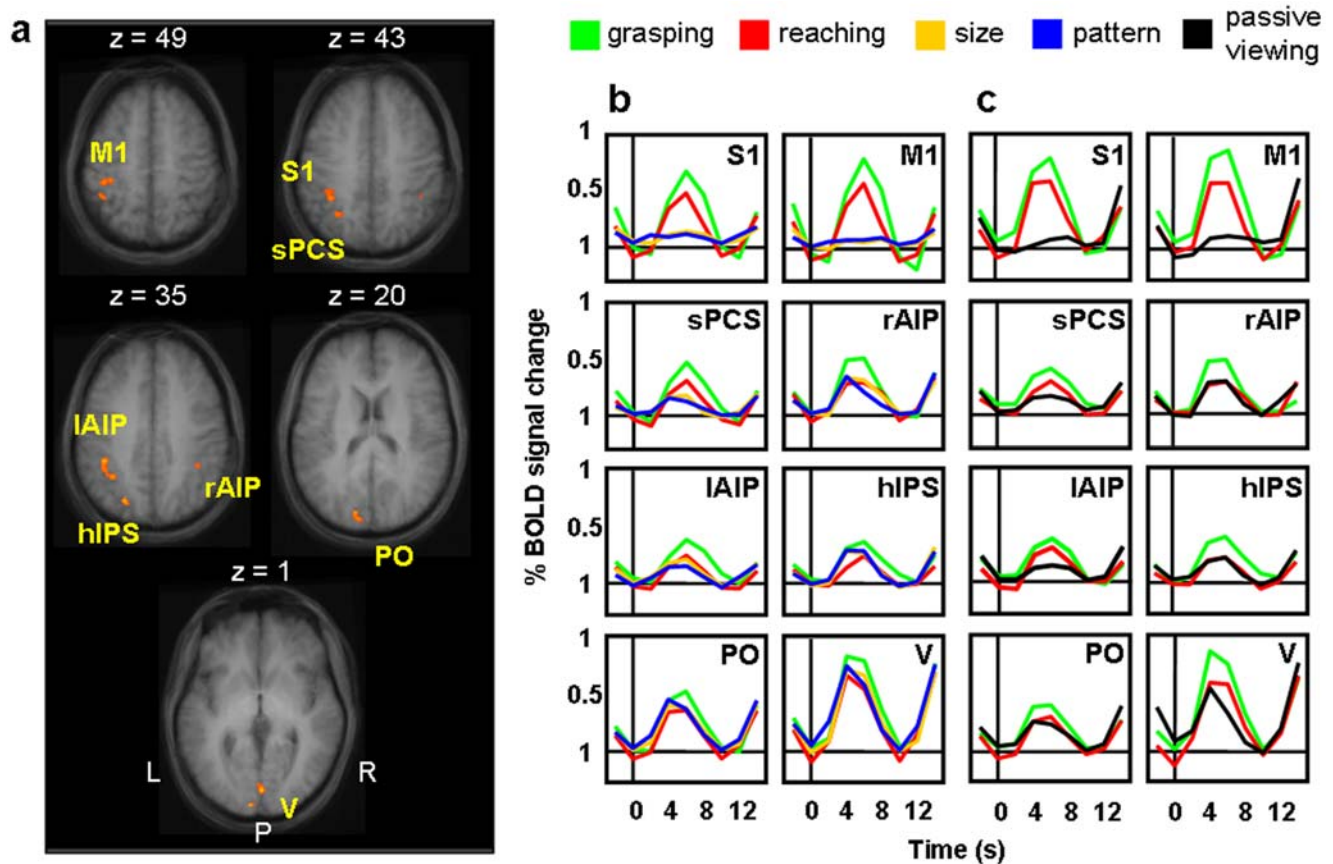 a
z = 49
z = 43
M1
S1
sPCS
z = 35
z = 20
lAIP
rAIP
hIPS
PO
z = 1
L
R
V
P
grasping
reaching
size
pattern
passive
viewing
b
c
% BOLD signal change
1
S1
M1
S1
M1
0.5
1
1
sPCS
rAIP
sPCS
rAIP
0.5
1
1
lAIP
hIPS
lAIP
hIPS
0.5
1
1
PO
V
PO
V
0.5
1
0 4 8 12 0 4 8 12 0 4 8 12 0 4 8 12
Time (s)